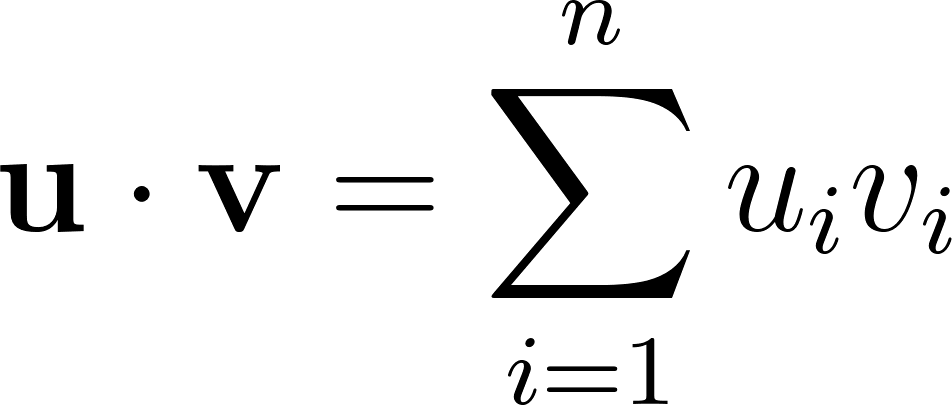 𝐮 · 𝐯 = ∑_{i=1}^{n} u_i v_i